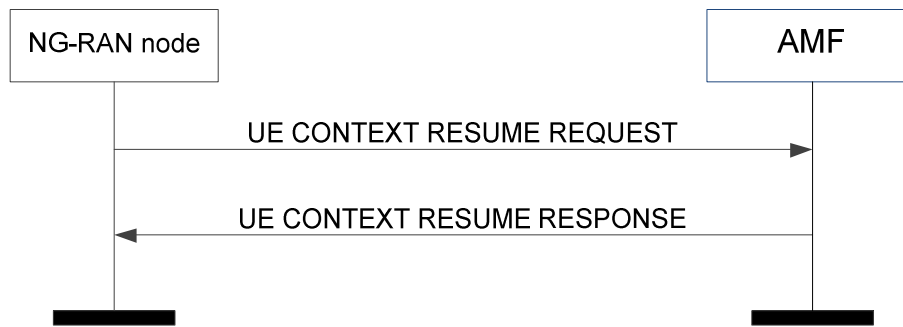 NG-RAN node
AMF
UE CONTEXT RESUME REQUEST
UE CONTEXT RESUME RESPONSE